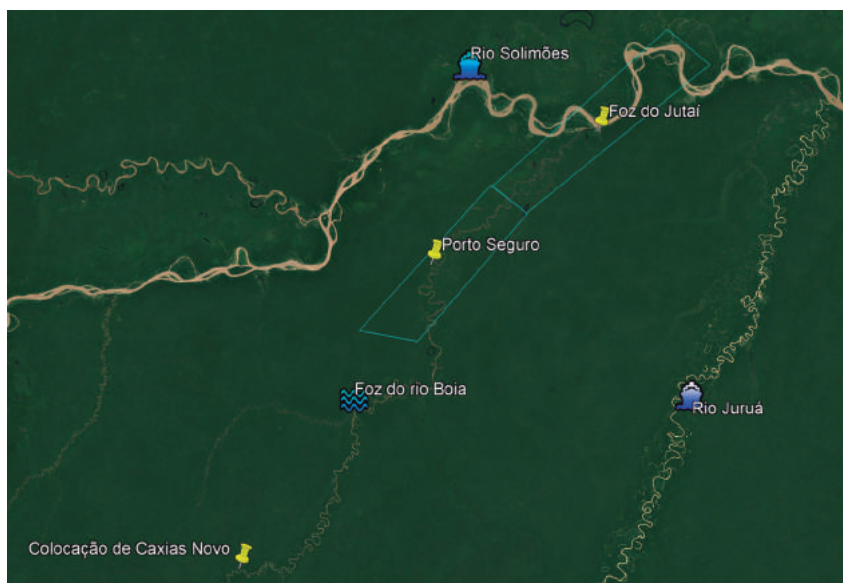 Rio Solimões
Foz do Jutaí
Porto Seguro
Foz do rio Boia
Rio Juruá
Colocação de Caxias Novo